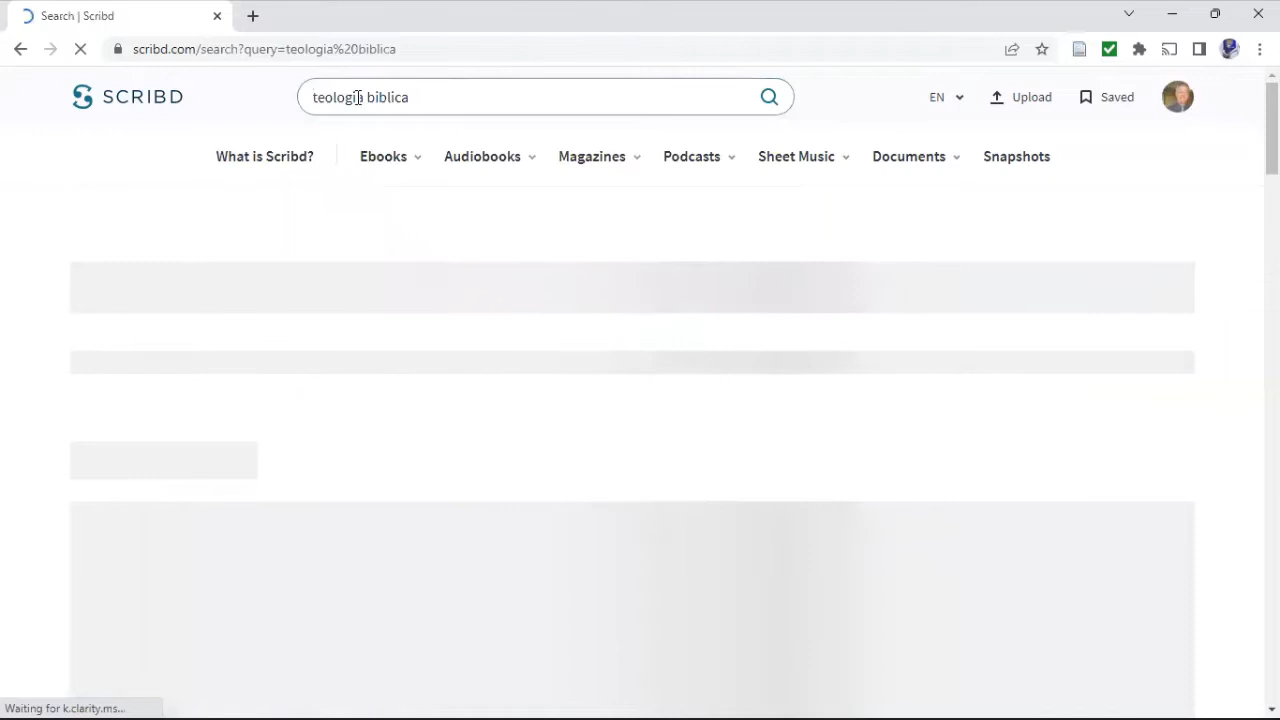 Search | Scribd
scribd.com/search?query=teologia%20biblica
SCRIBD
teologia biblica
EN
Upload
Saved
What is Scribd?
Ebooks
Audiobooks
Magazines
Podcasts
Sheet Music
Documents
Snapshots
Waiting for k.clarity.ms...